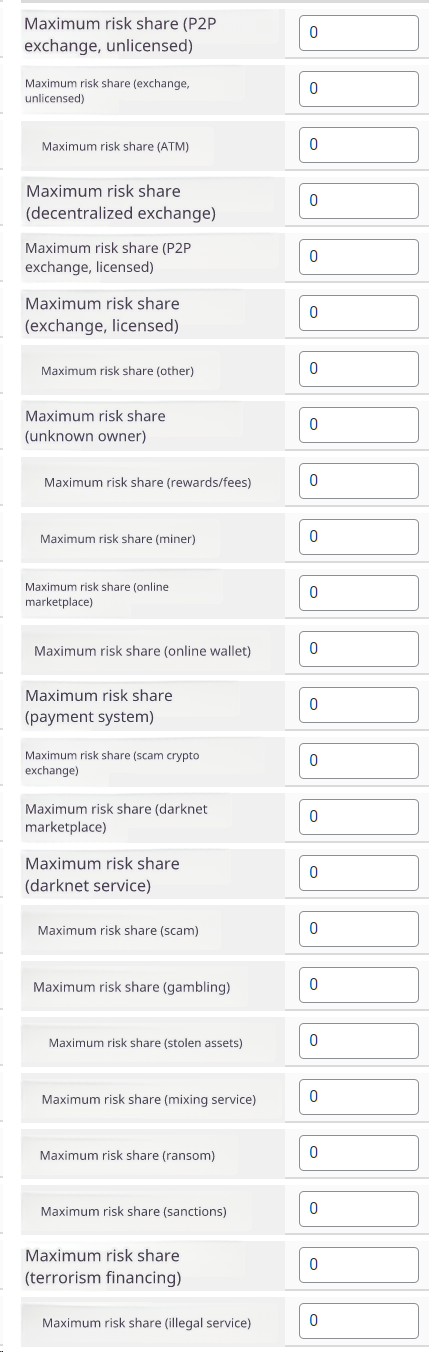 Maximum risk share (P2P
exchange, unlicensed)
0
Maximum risk share (exchange,
unlicensed)
0
Maximum risk share (ATM)
0
Maximum risk share
(decentralized exchange)
0
Maximum risk share (P2P
exchange, licensed)
0
Maximum risk share
(exchange, licensed)
0
Maximum risk share (other)
0
Maximum risk share
(unknown owner)
0
Maximum risk share (rewards/fees)
0
Maximum risk share (miner)
0
Maximum risk share (online
marketplace)
0
Maximum risk share (online wallet)
0
Maximum risk share
(payment system)
0
Maximum risk share (scam crypto
exchange)
0
Maximum risk share (darknet
marketplace)
0
Maximum risk share
(darknet service)
0
Maximum risk share (scam)
0
Maximum risk share (gambling)
0
Maximum risk share (stolen assets)
0
Maximum risk share (mixing service)
0
Maximum risk share (ransom)
0
Maximum risk share (sanctions)
0
Maximum risk share
(terrorism financing)
0
Maximum risk share (illegal service)
0